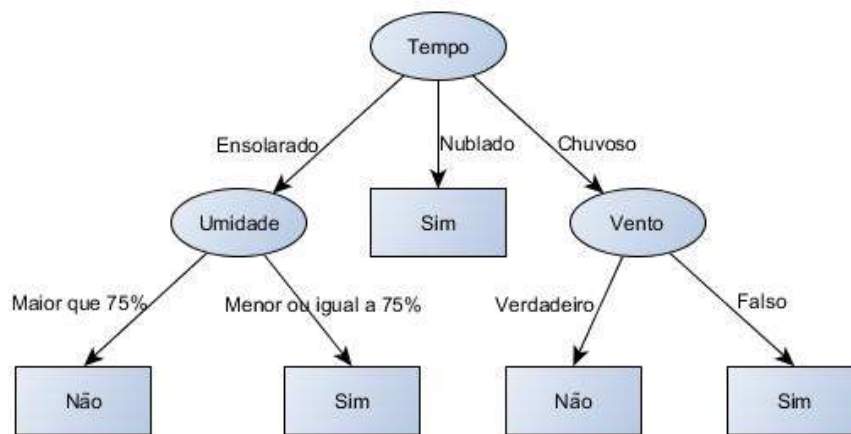 Tempo
Ensolarado
Nublado
Chuvoso
Umidade
Sim
Vento
Maior que 75%
Menor ou igual a 75%
Verdadeiro
Falso
Não
Sim
Não
Sim